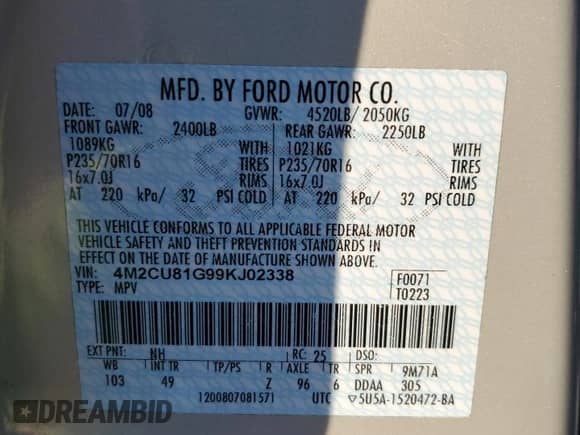 MFD. BY FORD MOTOR CO.
DATE: 07/08 GVWR: 4520LB/ 2050KG
FRONT GAWR: 2400LB REAR GAWR: 2250LB
1089KG WITH 1021KG WITH
P235/70R16 TIRES P235/70R16 TIRES
16x7.0J RIMS 16x7.0J RIMS
AT 220 kPa/ 32 PSI COLD AT 220 kPa/ 32 PSI COLD
THIS VEHICLE CONFORMS TO ALL APPLICABLE FEDERAL MOTOR
VEHICLE SAFETY AND THEFT PREVENTION STANDARDS IN
EFFECT ON THE DATE OF MANUFACTURE SHOWN ABOVE.
VIN: 4M2CU81G99KJ02338 F0071
TYPE: MPV T0223
EXT PNT: NH RC: 25 DSO:
WB INT TR TP/PS R AXLE TR SPR 9M71A
103 49 Z 96 6 DDAA 305
1200807081571 UTC ▽5U5A-1520472-BA
DREAMBID